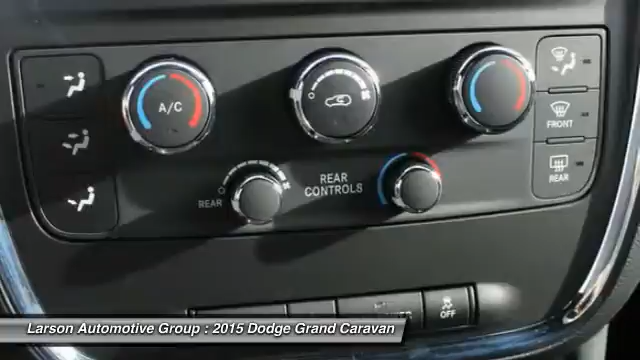 A/C
FRONT
REAR
REAR
CONTROLS
REAR
OFF
Larson Automotive Group : 2015 Dodge Grand Caravan